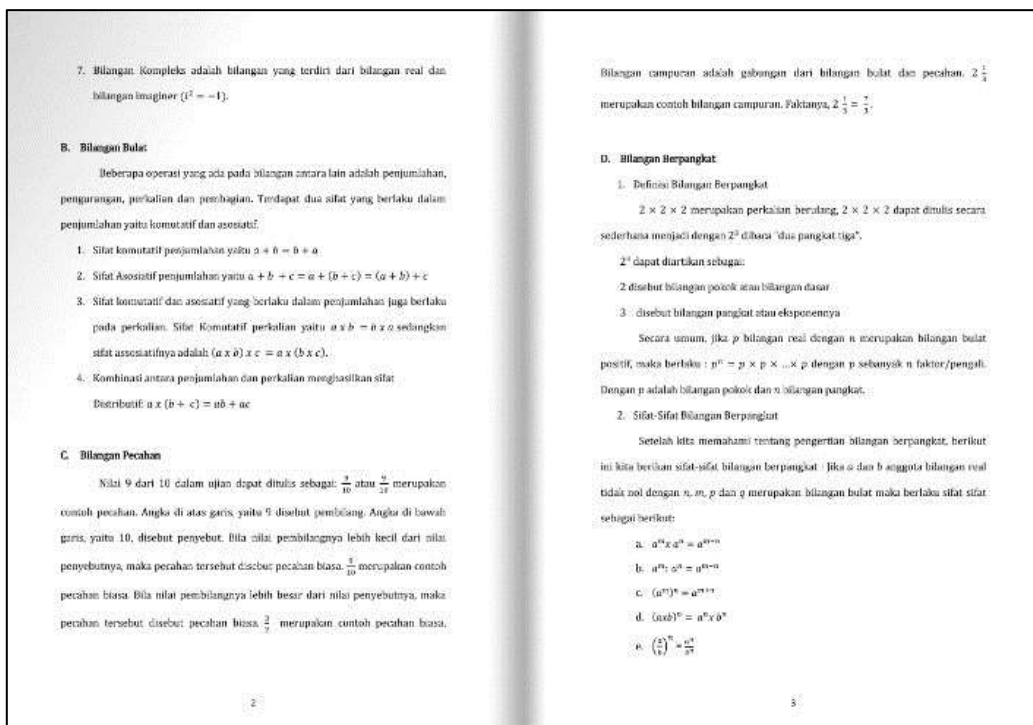 7. Bilangan Kompleks adalah bilangan yang terdiri dari bilangan real dan
bilangan imaginer (i² = −1).
B. Bilangan Bulat
Beberapa operasi yang ada pada bilangan antara lain adalah penjumlahan,
pengurangan, perkalian dan pembagian. Terdapat dua sifat yang berlaku dalam
penjumlahan yaitu komutatif dan asosiatif.
1. Sifat komutatif penjumlahan yaitu a + b = b + a
2. Sifat Asosiatif penjumlahan yaitu a + b + c = a + (b + c) = (a + b) + c
3. Sifat komutatif dan asosiatif yang berlaku dalam penjumlahan juga berlaku
pada perkalian. Sifat Komutatif perkalian yaitu a x b = b x a sedangkan
sifat assosiatifnya adalah (a x b) x c = a x (b x c).
4. Kombinasi antara penjumlahan dan perkalian menghasilkan sifat
Distributif: a x (b + c) = ab + ac
C. Bilangan Pecahan
Nilai 9 dari 10 dalam ujian dapat ditulis sebagai: 9/10 atau 9/10 merupakan
contoh pecahan. Angka di atas garis, yaitu 9 disebut pembilang. Angka di bawah
garis, yaitu 10, disebut penyebut. Bila nilai pembilangnya lebih kecil dari nilai
penyebutnya, maka pecahan tersebut disebut pecahan biasa. /10 merupakan contoh
pecahan biasa. Bila nilai pembilangnya lebih besar dari nilai penyebutnya, maka
pecahan tersebut disebut pecahan biasa. merupakan contoh pecahan biasa.
2
Bilangan campuran adalah gabungan dari bilangan bulat dan pecahan. 2 1/3
merupakan contoh bilangan campuran. Faktanya, 2 1/3 = 7/3.
D. Bilangan Berpangkat
1. Definisi Bilangan Berpangkat
2 × 2 × 2 merupakan perkalian berulang, 2 × 2 × 2 dapat ditulis secara
sederhana menjadi dengan 2³ dibaca "dua pangkat tiga".
2³ dapat diartikan sebagai:
2 disebut bilangan pokok atau bilangan dasar
3 disebut bilangan pangkat atau eksponennya
Secara umum, jika p bilangan real dengan n merupakan bilangan bulat
positif, maka berlaku : pⁿ = p × p × ...× p dengan p sebanyak n faktor/pengali.
Dengan p adalah bilangan pokok dan n bilangan pangkat.
2. Sifat-Sifat Bilangan Berpangkat
Setelah kita memahami tentang pengertian bilangan berpangkat, berikut
ini kita berikan sifat-sifat bilangan berpangkat : Jika a dan b anggota bilangan real
tidak nol dengan n, m, p dan q merupakan bilangan bulat maka berlaku sifat sifat
sebagai berikut:
a. aᵐ x aⁿ =
b. aᵐ: aⁿ = aᵐ⁻ⁿ
c. (aᵐ)ⁿ =
d. (axb)ⁿ = aⁿ x bⁿ
e. (a/b)ⁿ = aⁿ/bⁿ
3